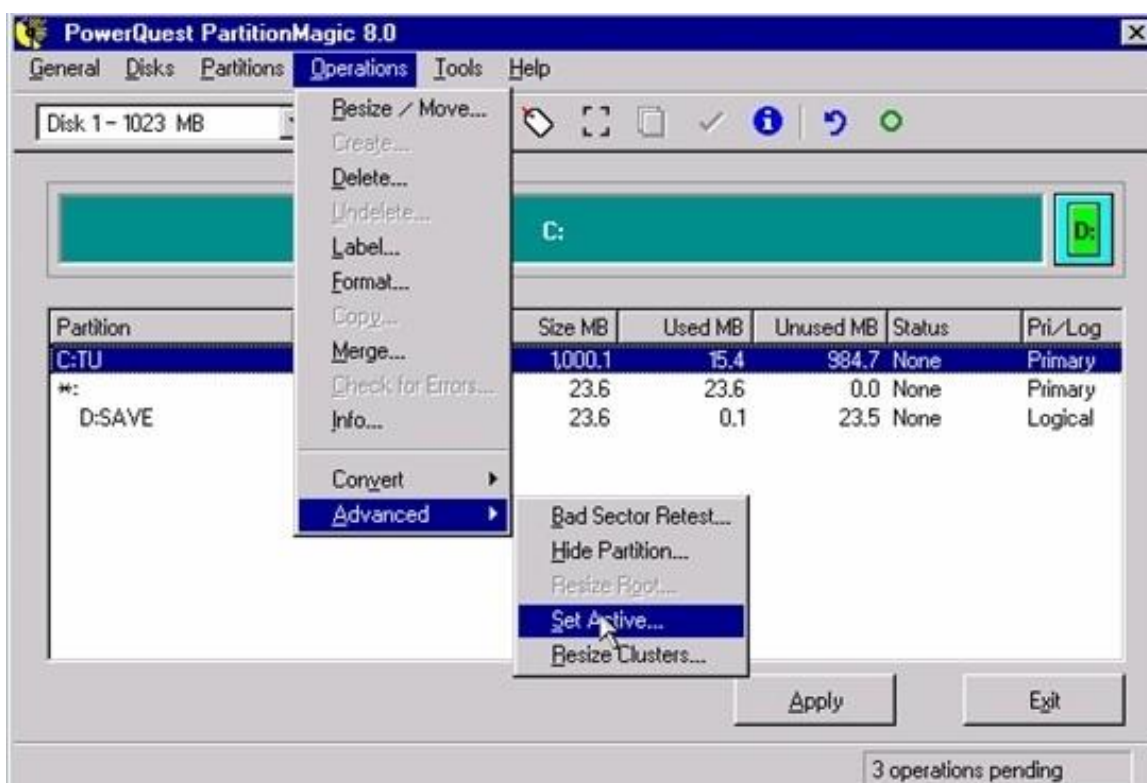 PowerQuest PartitionMagic 8.0
General Disks Partitions Operations Tools Help
Disk 1 - 1023 MB
Resize / Move...
Create...
Delete...
Undelete...
Label...
Format...
Copy...
Merge...
Check for Errors...
Info...
Convert
Advanced
Bad Sector Retest...
Hide Partition...
Resize Root...
Set Active...
Resize Clusters...
C:
D:
Partition Size MB Used MB Unused MB Status Pri/Log
C:TU 1,000.1 15.4 984.7 None Primary
*: 23.6 23.6 0.0 None Primary
D:SAVE 23.6 0.1 23.5 None Logical
Apply Exit
3 operations pending